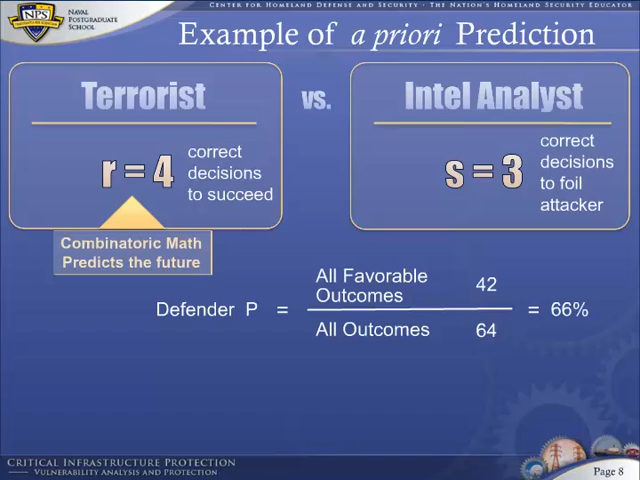 CENTER FOR HOMELAND DEFENSE AND SECURITY · THE NATION'S HOMELAND SECURITY EDUCATOR
NPS
NAVAL
POSTGRADUATE
SCHOOL
Example of a priori Prediction
Terrorist
vs.
Intel Analyst
r = 4
correct
decisions
to succeed
s = 3
correct
decisions
to foil
attacker
Combinatoric Math
Predicts the future
Defender P =
All Favorable
Outcomes
42
All Outcomes 64
= 66%
CRITICAL INFRASTRUCTURE PROTECTION
VULNERABILITY ANALYSIS AND PROTECTION
Page 8